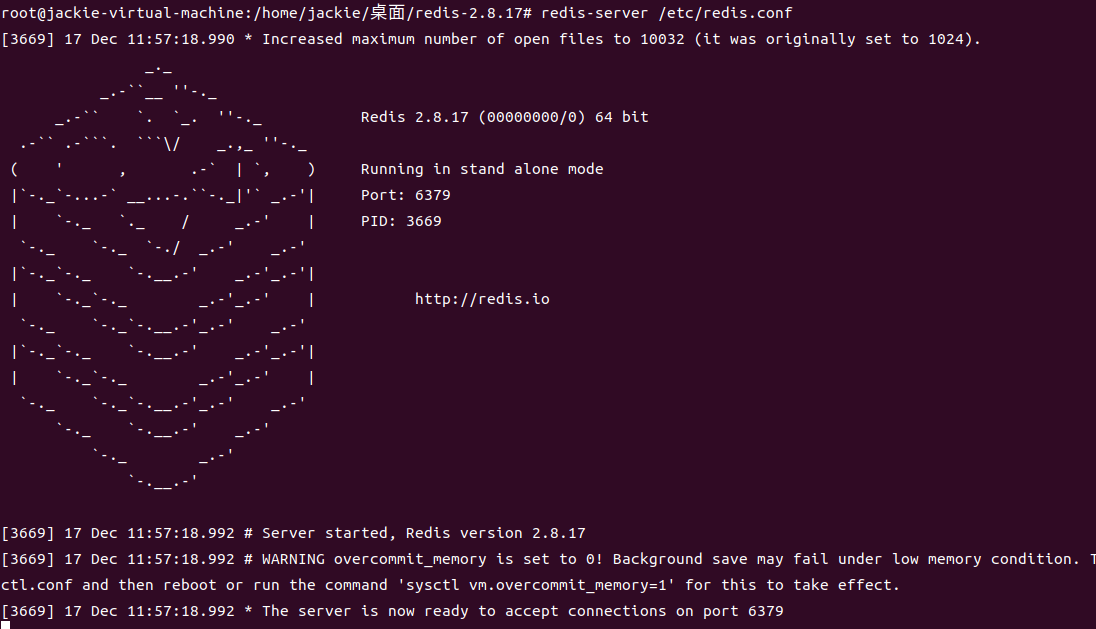 root@jackie-virtual-machine:/home/jackie/桌面/redis-2.8.17# redis-server /etc/redis.conf
[3669] 17 Dec 11:57:18.990 * Increased maximum number of open files to 10032 (it was originally set to 1024).
Redis 2.8.17 (00000000/0) 64 bit
Running in stand alone mode
Port: 6379
PID: 3669
http://redis.io
[3669] 17 Dec 11:57:18.992 # Server started, Redis version 2.8.17
[3669] 17 Dec 11:57:18.992 # WARNING overcommit_memory is set to 0! Background save may fail under low memory condition. T
ctl.conf and then reboot or run the command 'sysctl vm.overcommit_memory=1' for this to take effect.
[3669] 17 Dec 11:57:18.992 * The server is now ready to accept connections on port 6379